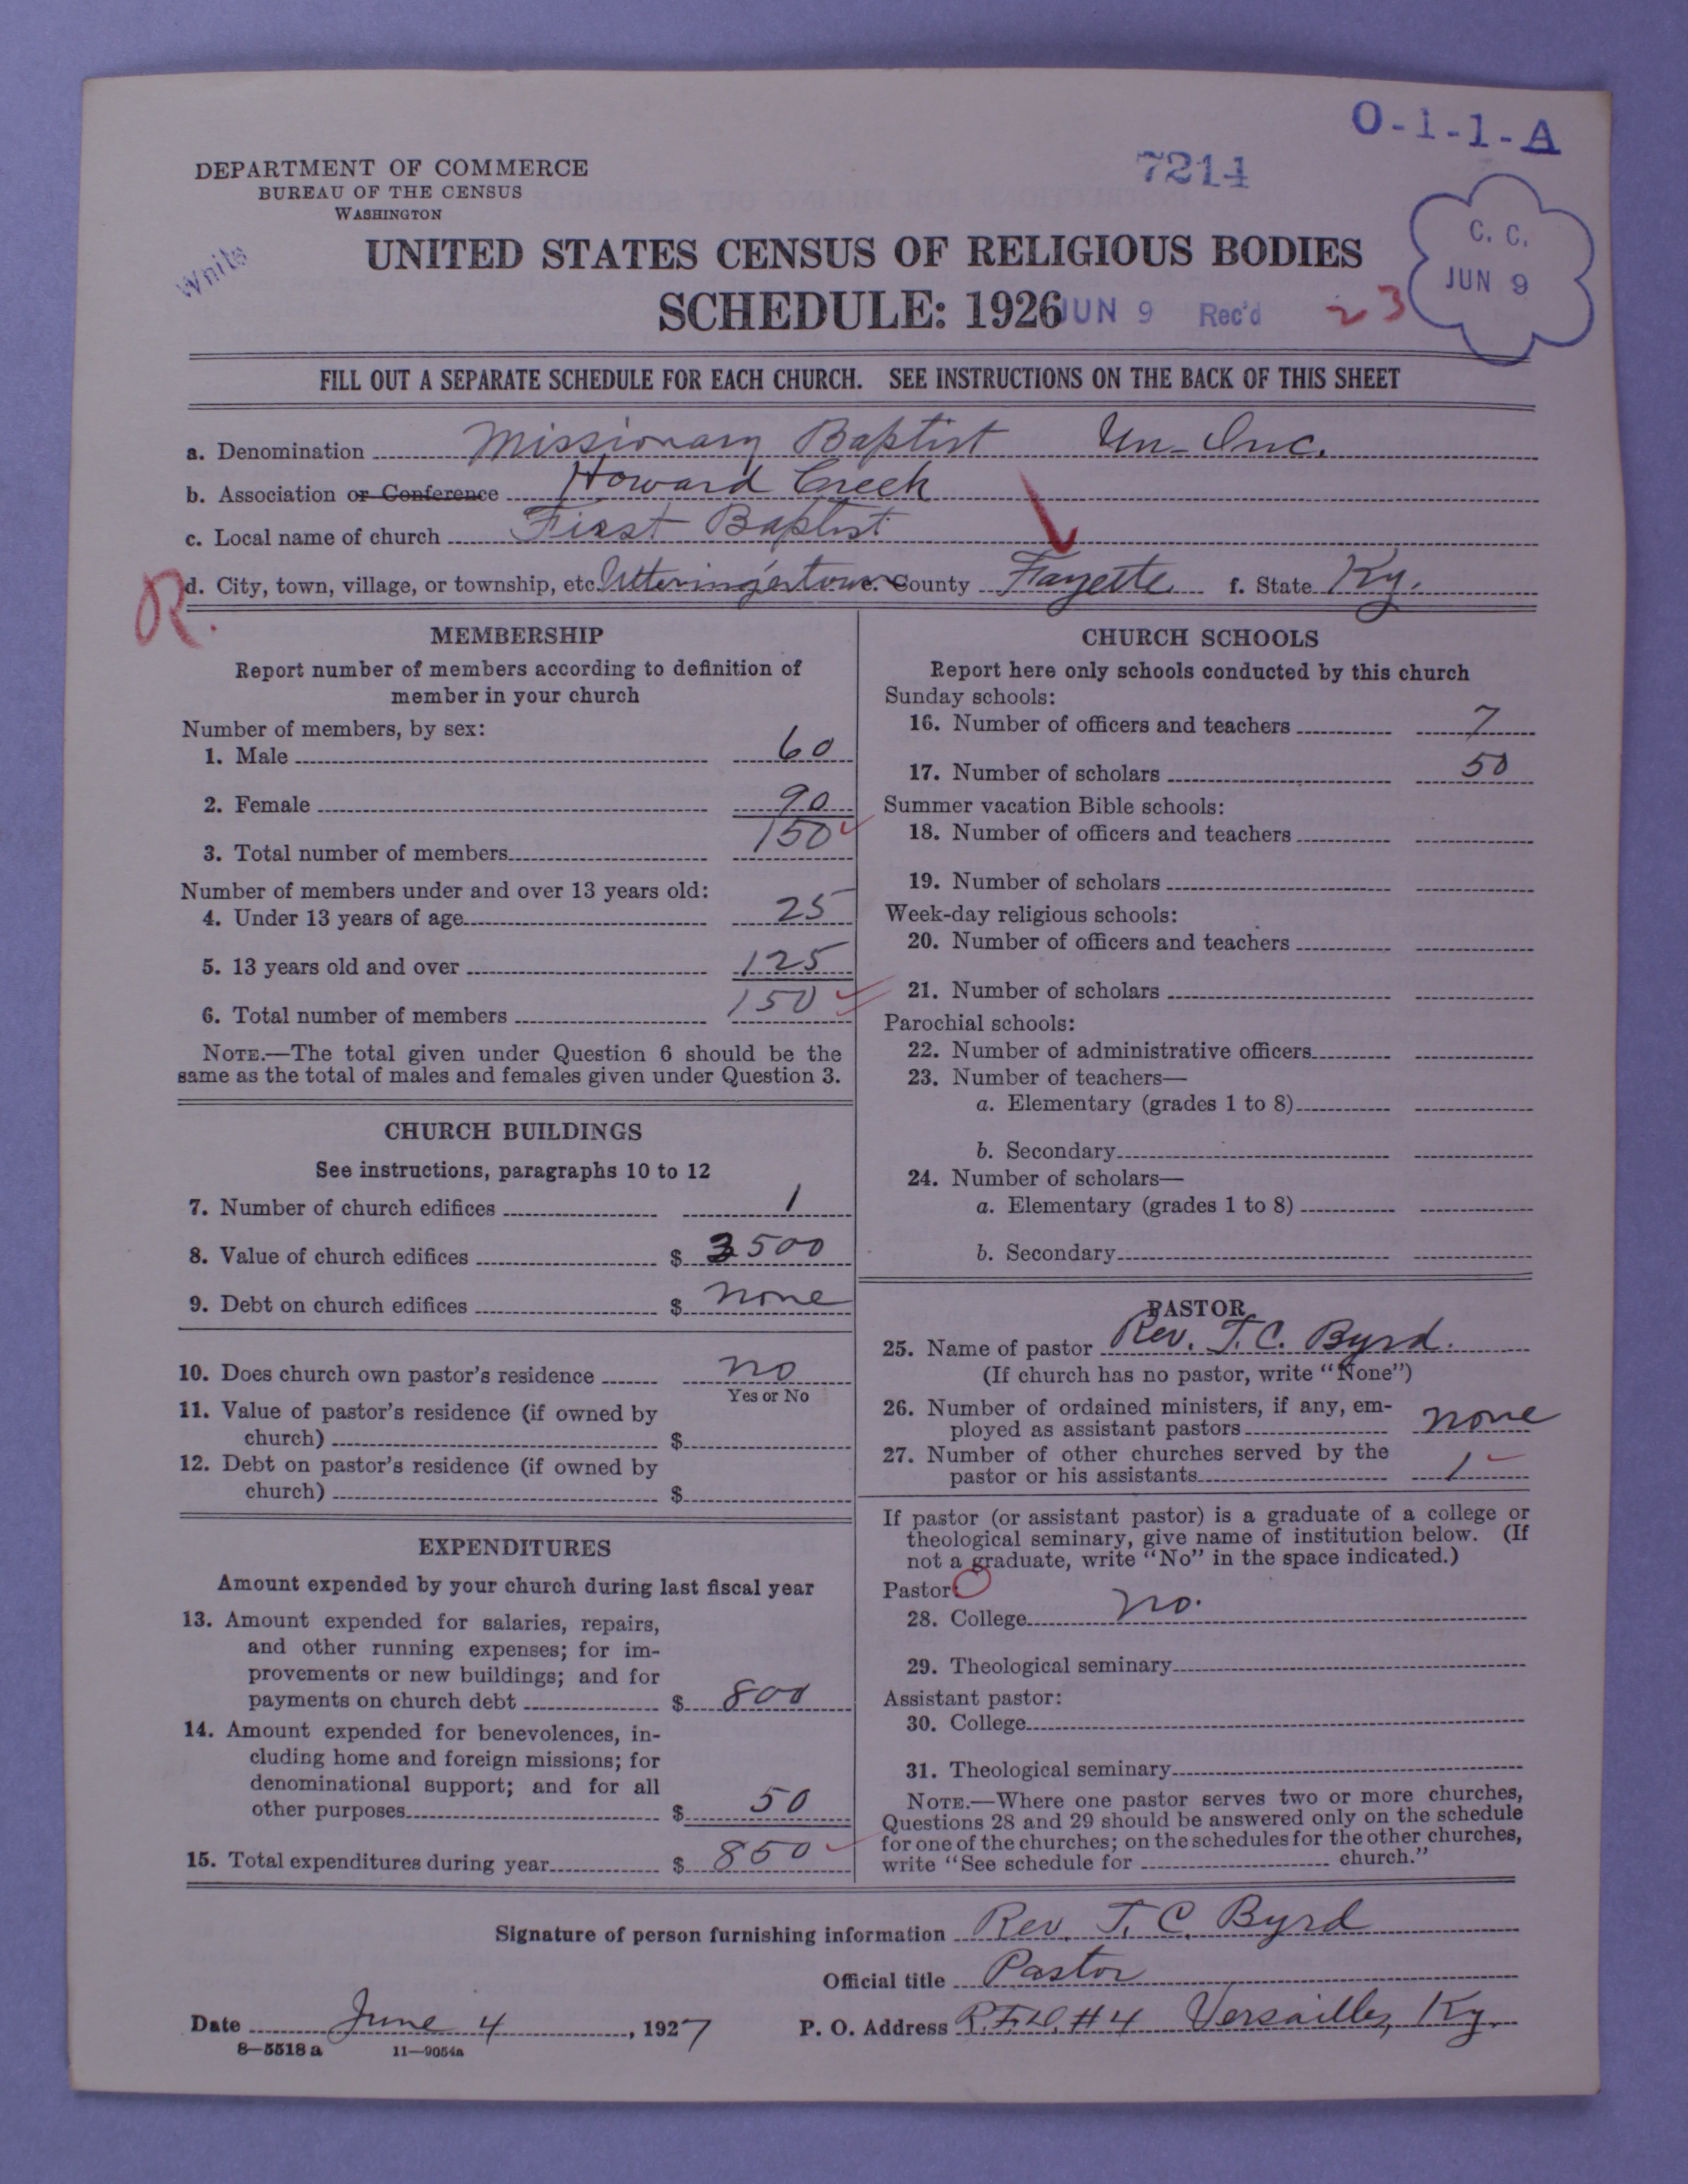 O-1-1-A
7214
DEPARTMENT OF COMMERCE
BUREAU OF THE CENSUS
WASHINGTON
White
UNITED STATES CENSUS OF RELIGIOUS BODIES
C. C.
JUN 9
SCHEDULE: 1926
JUN 9 Rec'd
23
FILL OUT A SEPARATE SCHEDULE FOR EACH CHURCH. SEE INSTRUCTIONS ON THE BACK OF THIS SHEET
a. Denomination Missionary Baptist Un-Inc.
b. Association or Conference Howard Creek
c. Local name of church First Baptist
R.
d. City, town, village, or township, etc. Utteringertown e. County Fayette f. State Ky.
MEMBERSHIP
Report number of members according to definition of
member in your church
Number of members, by sex:
1. Male 60
2. Female 90
3. Total number of members 150
Number of members under and over 13 years old:
4. Under 13 years of age 25
5. 13 years old and over 125
6. Total number of members 150
NOTE.—The total given under Question 6 should be the
same as the total of males and females given under Question 3.
CHURCH BUILDINGS
See instructions, paragraphs 10 to 12
7. Number of church edifices 1
8. Value of church edifices $ 3500
9. Debt on church edifices $ none
10. Does church own pastor's residence no
Yes or No
11. Value of pastor's residence (if owned by
church) $
12. Debt on pastor's residence (if owned by
church) $
EXPENDITURES
Amount expended by your church during last fiscal year
13. Amount expended for salaries, repairs,
and other running expenses; for im-
provements or new buildings; and for
payments on church debt $ 800
14. Amount expended for benevolences, in-
cluding home and foreign missions; for
denominational support; and for all
other purposes $ 50
15. Total expenditures during year $ 850
CHURCH SCHOOLS
Report here only schools conducted by this church
Sunday schools:
16. Number of officers and teachers 7
17. Number of scholars 50
Summer vacation Bible schools:
18. Number of officers and teachers
19. Number of scholars
Week-day religious schools:
20. Number of officers and teachers
21. Number of scholars
Parochial schools:
22. Number of administrative officers
23. Number of teachers—
a. Elementary (grades 1 to 8)
b. Secondary
24. Number of scholars—
a. Elementary (grades 1 to 8)
b. Secondary
PASTOR
25. Name of pastor Rev. T. C. Byrd.
(If church has no pastor, write "None")
26. Number of ordained ministers, if any, em-
ployed as assistant pastors none
27. Number of other churches served by the
pastor or his assistants 1
If pastor (or assistant pastor) is a graduate of a college or
theological seminary, give name of institution below. (If
not a graduate, write "No" in the space indicated.)
Pastor:
28. College no.
29. Theological seminary
Assistant pastor:
30. College
31. Theological seminary
NOTE.—Where one pastor serves two or more churches,
Questions 28 and 29 should be answered only on the schedule
for one of the churches; on the schedules for the other churches,
write "See schedule for church."
Signature of person furnishing information Rev. T. C. Byrd
Official title Pastor
Date June 4, 1927 P. O. Address R.F.D. #4 Versailles, Ky.
8—5518 a 11—9054a